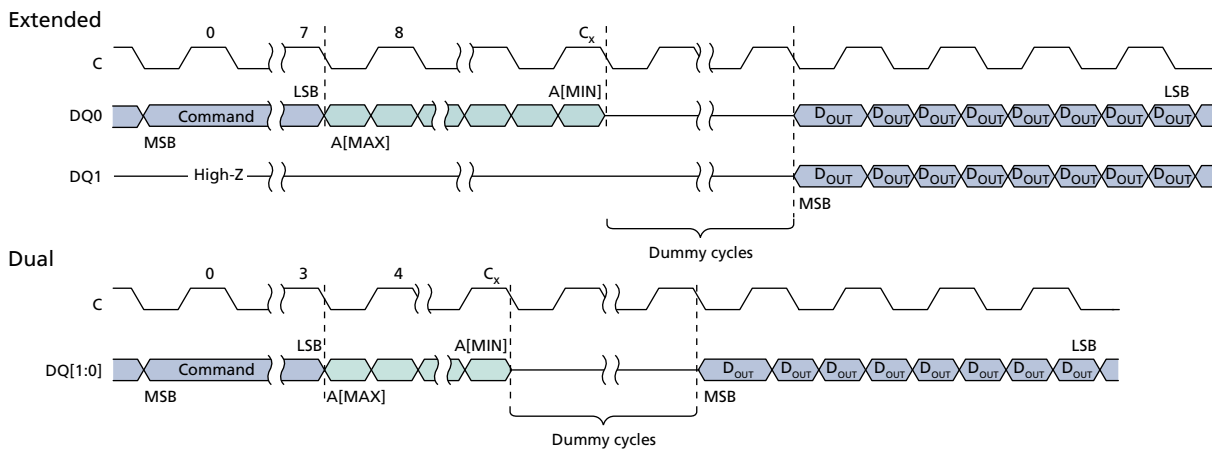 Extended
0 7 8 Cx
C
LSB A[MIN] LSB
DQ0 Command DOUT DOUT DOUT DOUT DOUT DOUT DOUT DOUT
MSB A[MAX]
DQ1 High-Z DOUT DOUT DOUT DOUT DOUT DOUT DOUT DOUT
MSB
Dummy cycles
Dual
0 3 4 Cx
C
LSB A[MIN] LSB
DQ[1:0] Command DOUT DOUT DOUT DOUT DOUT DOUT DOUT DOUT
MSB A[MAX] MSB
Dummy cycles